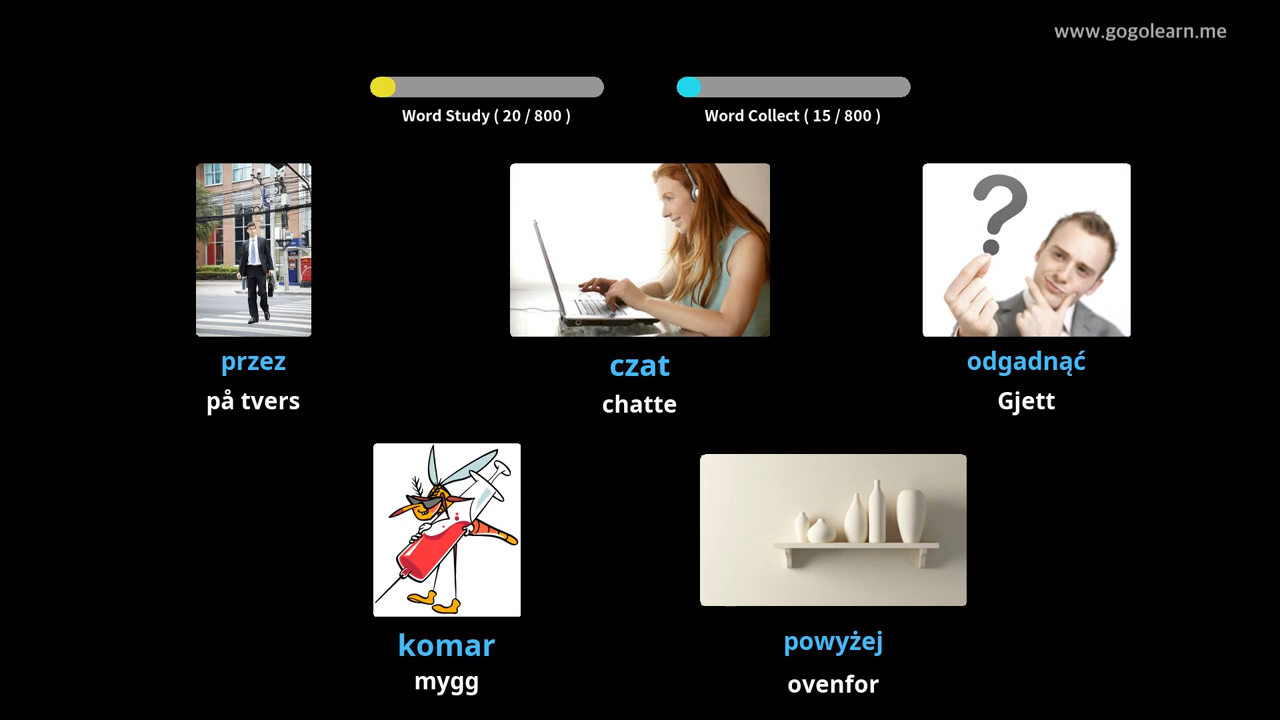 www.gogolearn.me
Word Study ( 20 / 800 )
Word Collect ( 15 / 800 )
przez
på tvers
czat
chatte
odgadnąć
Gjett
komar
mygg
powyżej
ovenfor